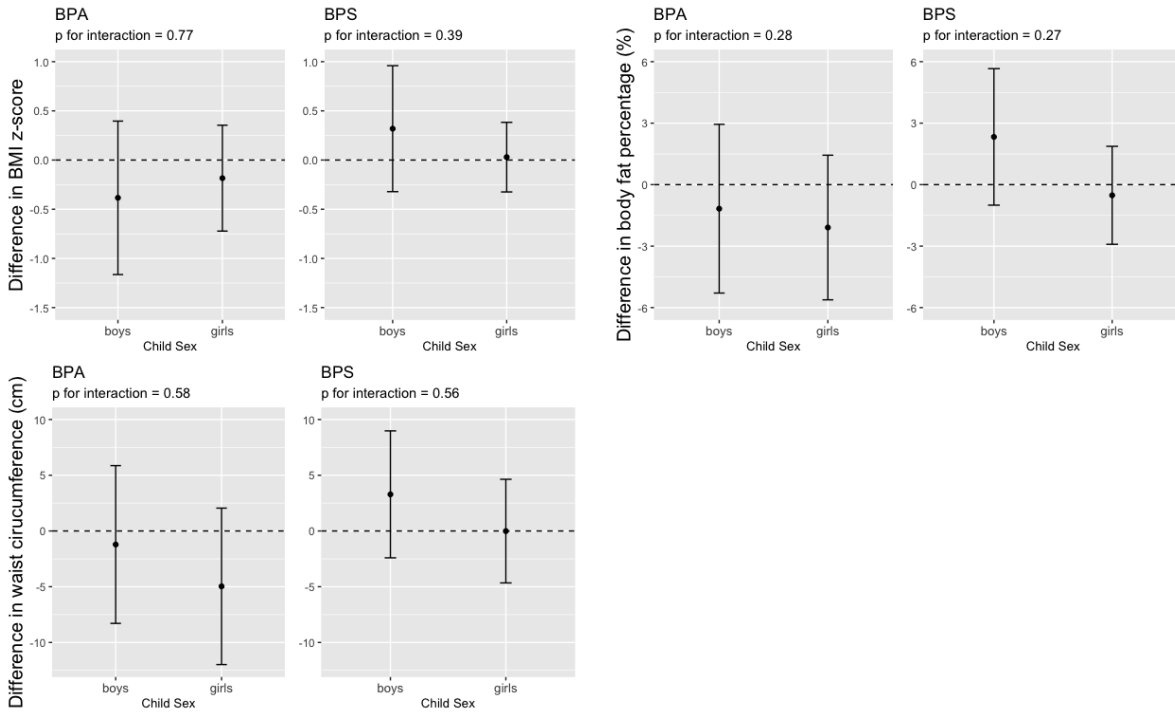 BPA
p for interaction = 0.77
Difference in BMI z-score
1.0
0.5
0.0
-0.5
-1.0
-1.5
boys girls
Child Sex
BPS
p for interaction = 0.39
1.0
0.5
0.0
-0.5
-1.0
-1.5
boys girls
Child Sex
BPA
p for interaction = 0.28
Difference in body fat percentage (%)
6
3
0
-3
-6
boys girls
Child Sex
BPS
p for interaction = 0.27
6
3
0
-3
-6
boys girls
Child Sex
BPA
p for interaction = 0.58
Difference in waist cirucumference (cm)
10
5
0
-5
-10
boys girls
Child Sex
BPS
p for interaction = 0.56
10
5
0
-5
-10
boys girls
Child Sex